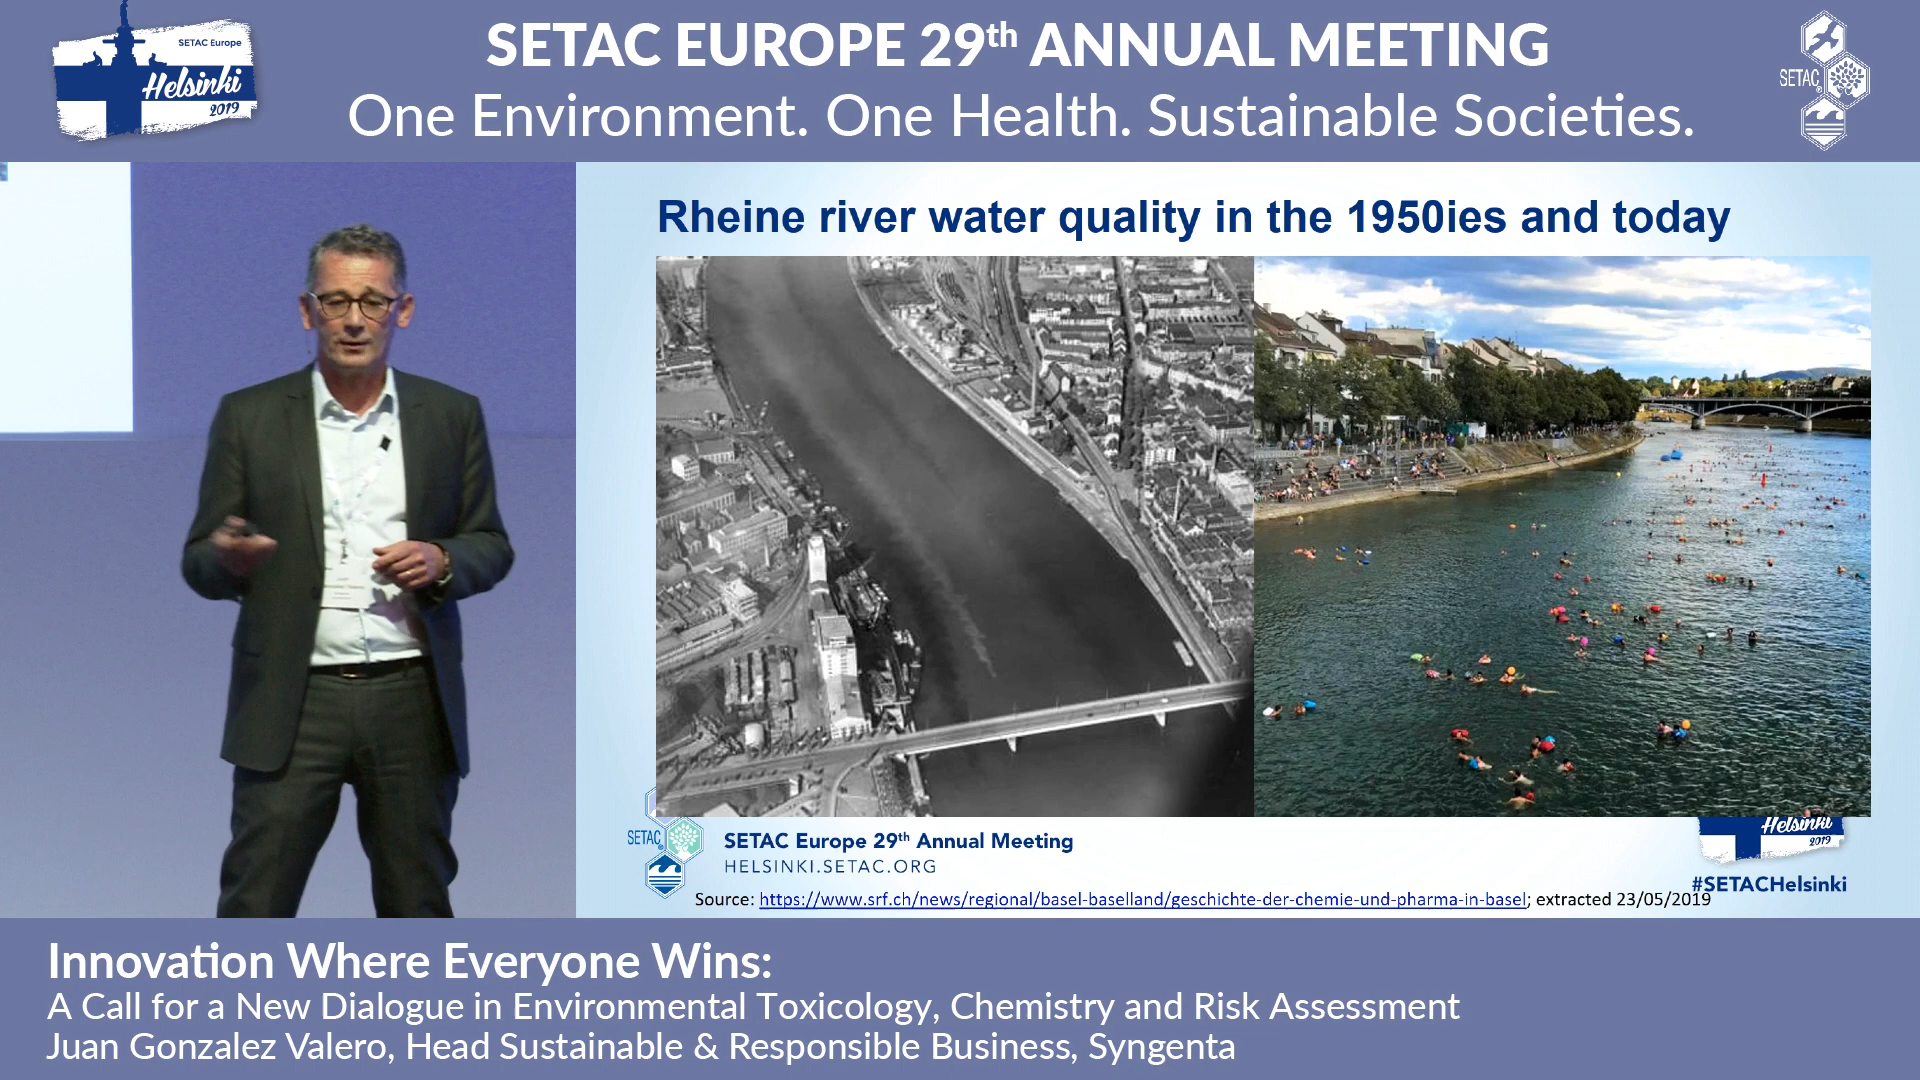 SETAC Europe
Helsinki
2019
SETAC EUROPE 29th ANNUAL MEETING
One Environment. One Health. Sustainable Societies.
SETAC
Rheine river water quality in the 1950ies and today
SETAC
SETAC Europe 29th Annual Meeting
HELSINKI.SETAC.ORG
Helsinki
2019
#SETACHelsinki
Source: https://www.srf.ch/news/regional/basel-baselland/geschichte-der-chemie-und-pharma-in-basel; extracted 23/05/2019
Innovation Where Everyone Wins:
A Call for a New Dialogue in Environmental Toxicology, Chemistry and Risk Assessment
Juan Gonzalez Valero, Head Sustainable & Responsible Business, Syngenta